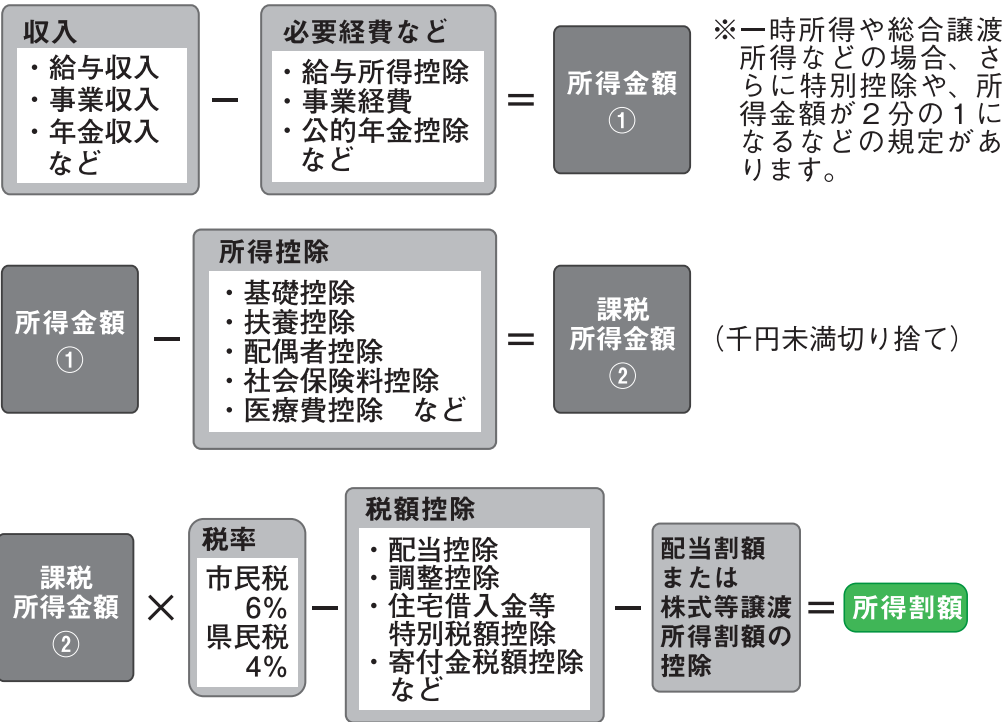 収入
・給与収入
・事業収入
・年金収入
など
−
必要経費など
・給与所得控除
・事業経費
・公的年金控除
など
＝
所得金額
①
※一時所得や総合譲渡
所得などの場合、さ
らに特別控除や、所
得金額が２分の１に
なるなどの規定があ
ります。
所得金額
①
−
所得控除
・基礎控除
・扶養控除
・配偶者控除
・社会保険料控除
・医療費控除　など
＝
課税
所得金額
②
（千円未満切り捨て）
課税
所得金額
②
×
税率
市民税
6%
県民税
4%
−
税額控除
・配当控除
・調整控除
・住宅借入金等
特別税額控除
・寄付金税額控除
など
−
配当割額
または
株式等譲渡
所得割額の
控除
＝
所得割額